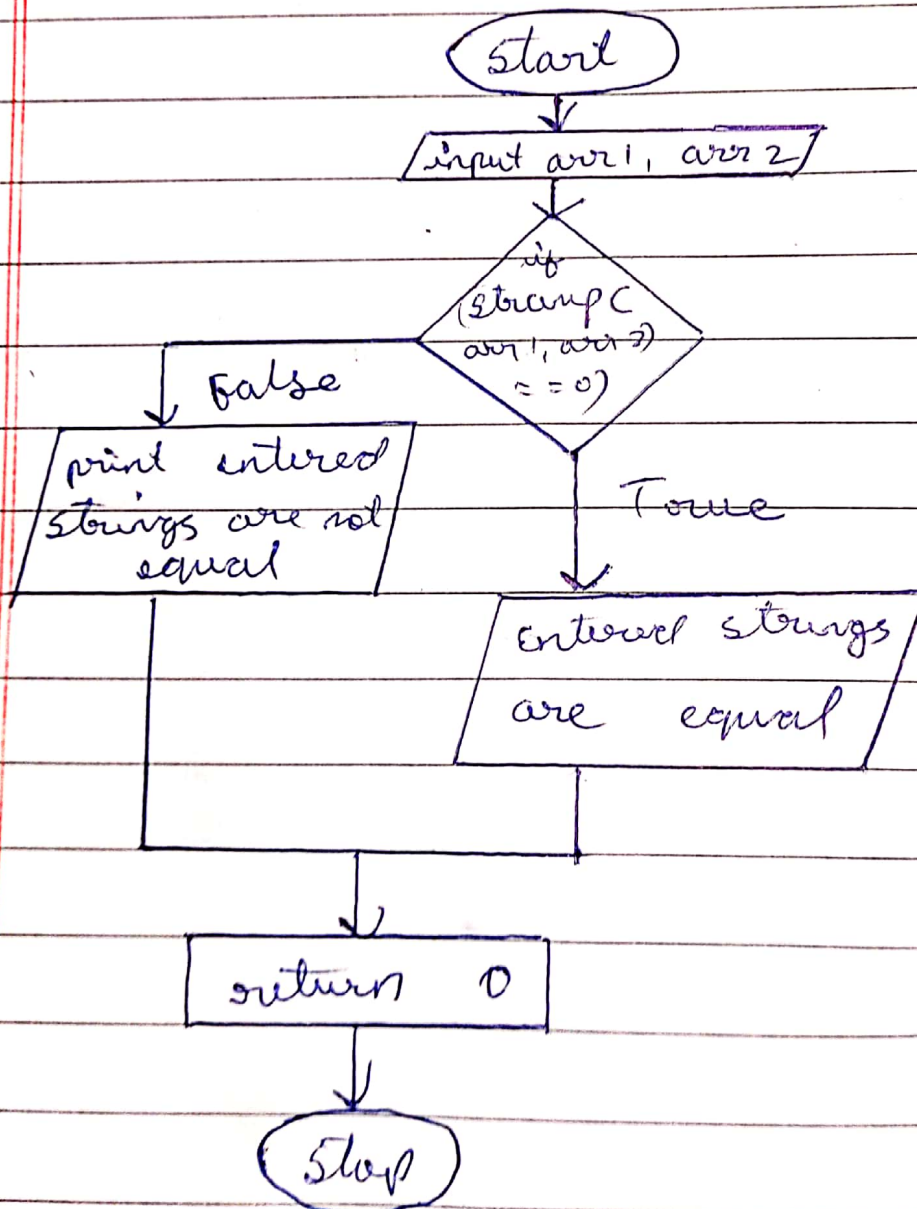 Start
input arr1, arr2
if
(strcmp(
arr1, arr2)
== 0)
False
print entered
strings are not
equal
True
Entered strings
are equal
return 0
Stop